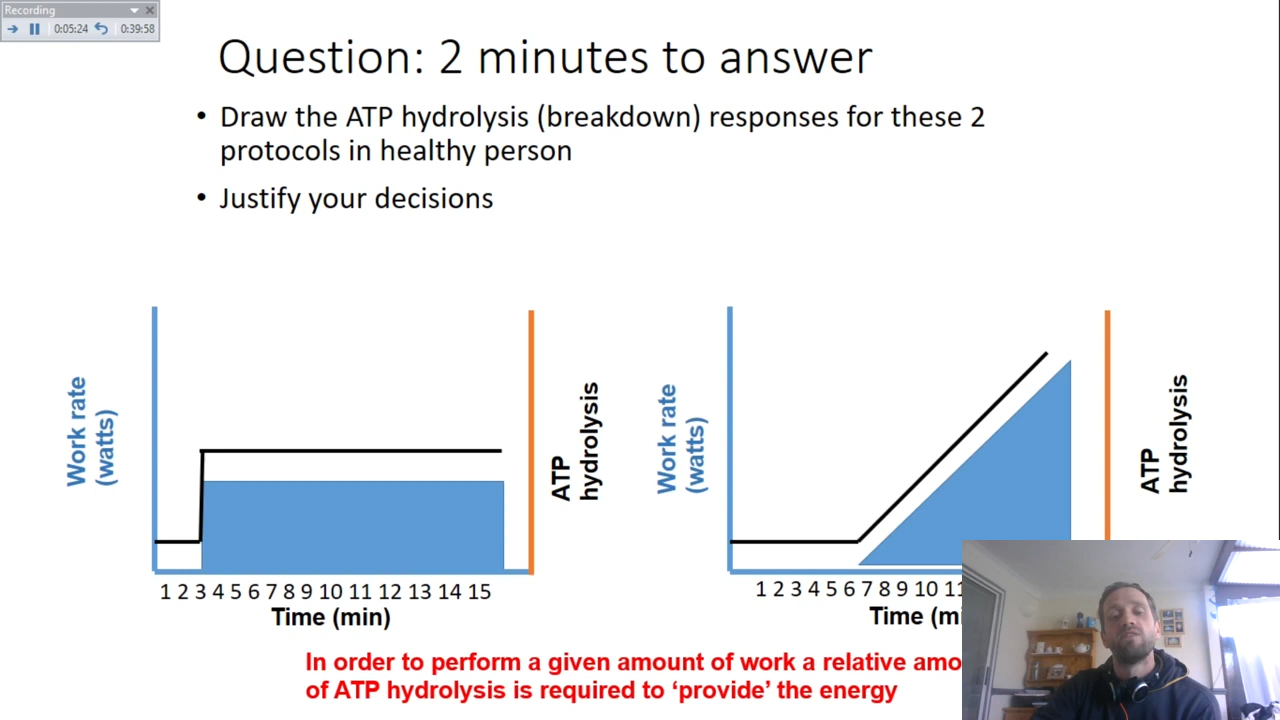 Recording
0:05:24 0:39:58
Question: 2 minutes to answer
• Draw the ATP hydrolysis (breakdown) responses for these 2
protocols in healthy person
• Justify your decisions
Work rate
(watts)
ATP
hydrolysis
1 2 3 4 5 6 7 8 9 10 11 12 13 14 15
Time (min)
Work rate
(watts)
ATP
hydrolysis
1 2 3 4 5 6 7 8 9 10
Time
In order to perform a given amount of work a relative
of ATP hydrolysis is required to ‘provide’ the energy